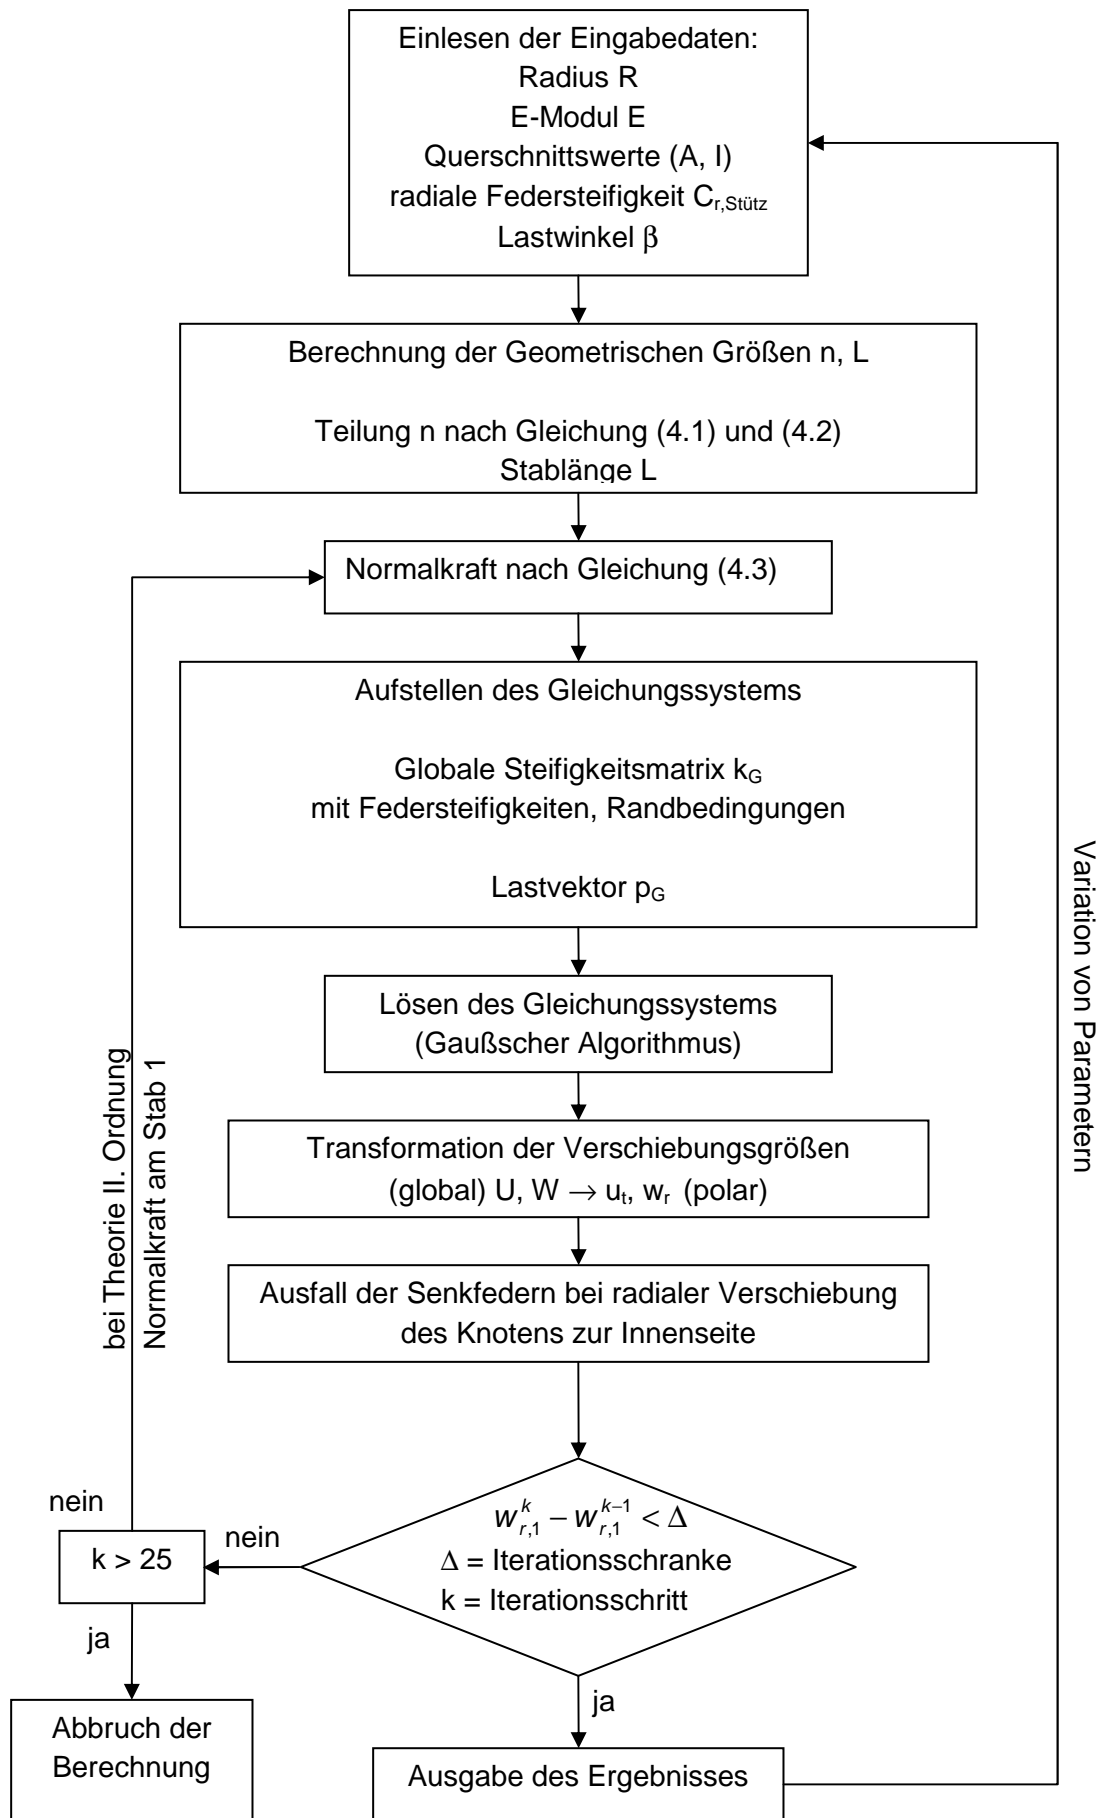 Einlesen der Eingabedaten:
Radius R
E-Modul E
Querschnittswerte (A, I)
radiale Federsteifigkeit C_r,Stütz
Lastwinkel β
Berechnung der Geometrischen Größen n, L
Teilung n nach Gleichung (4.1) und (4.2)
Stablänge L
Normalkraft nach Gleichung (4.3)
Aufstellen des Gleichungssystems
Globale Steifigkeitsmatrix k_G
mit Federsteifigkeiten, Randbedingungen
Lastvektor p_G
Lösen des Gleichungssystems
(Gaußscher Algorithmus)
Transformation der Verschiebungsgrößen
(global) U, W → u_t, w_r (polar)
Ausfall der Senkfedern bei radialer Verschiebung
des Knotens zur Innenseite
w_{r,1}^{k} – w_{r,1}^{k–1} < Δ
Δ = Iterationsschranke
k = Iterationsschritt
nein
k > 25
nein
bei Theorie II. Ordnung
Normalkraft am Stab 1
ja
Abbruch der
Berechnung
ja
Ausgabe des Ergebnisses
Variation von Parametern